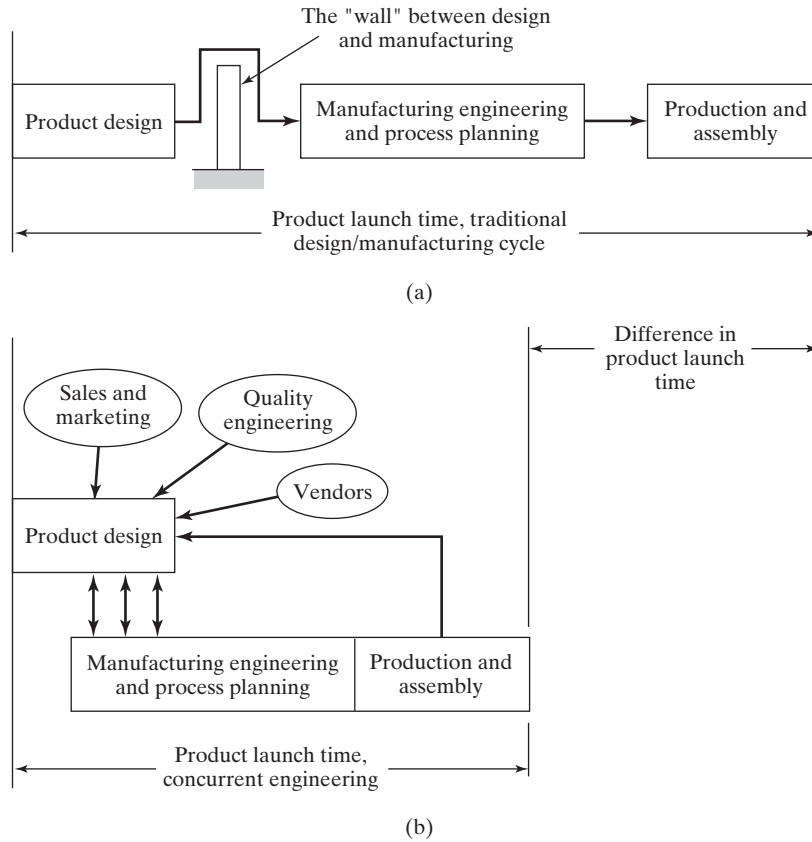 The "wall" between design
and manufacturing
Product design
Manufacturing engineering
and process planning
Production and
assembly
Product launch time, traditional
design/manufacturing cycle
(a)
Difference in
product launch
time
Sales and
marketing
Quality
engineering
Vendors
Product design
Manufacturing engineering
and process planning
Production and
assembly
Product launch time,
concurrent engineering
(b)